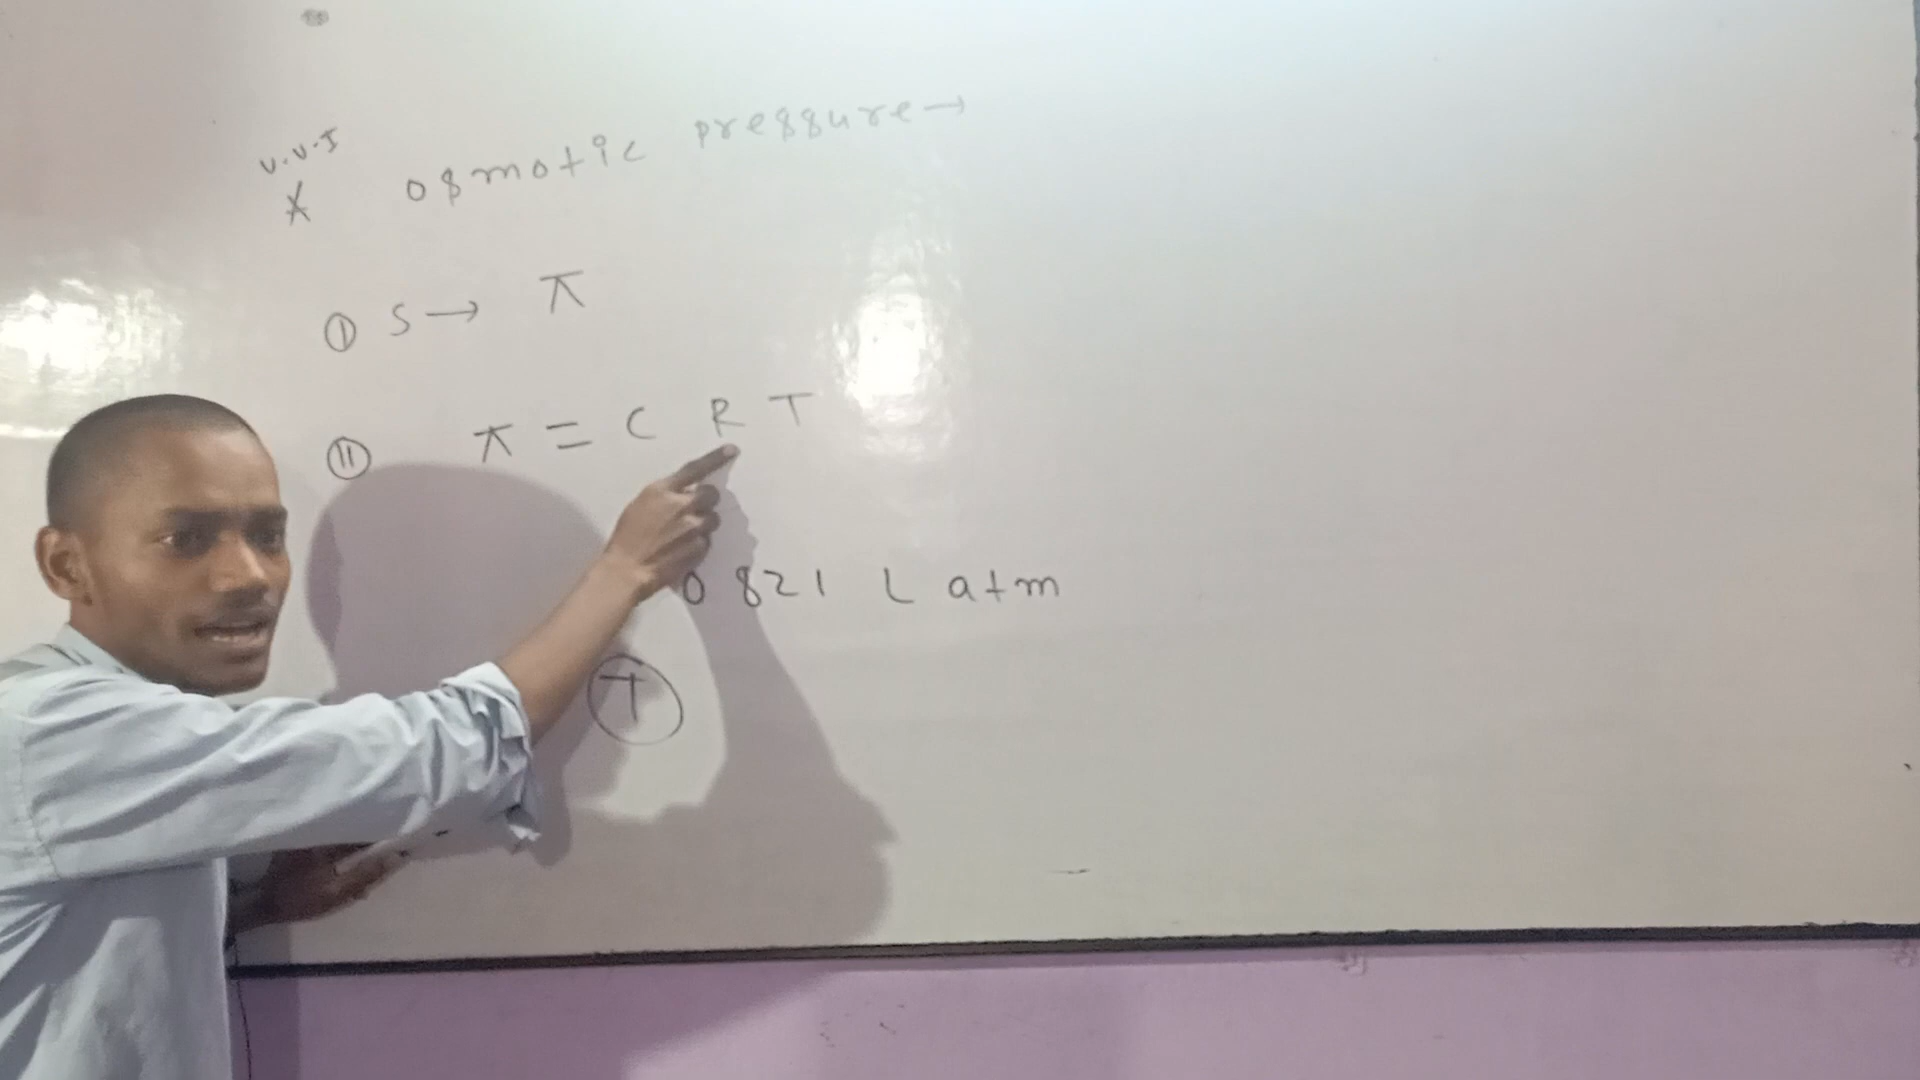 V.V.I
* osmotic pressure →
① S → π
⑪ π = C R T
0821 L atm
T